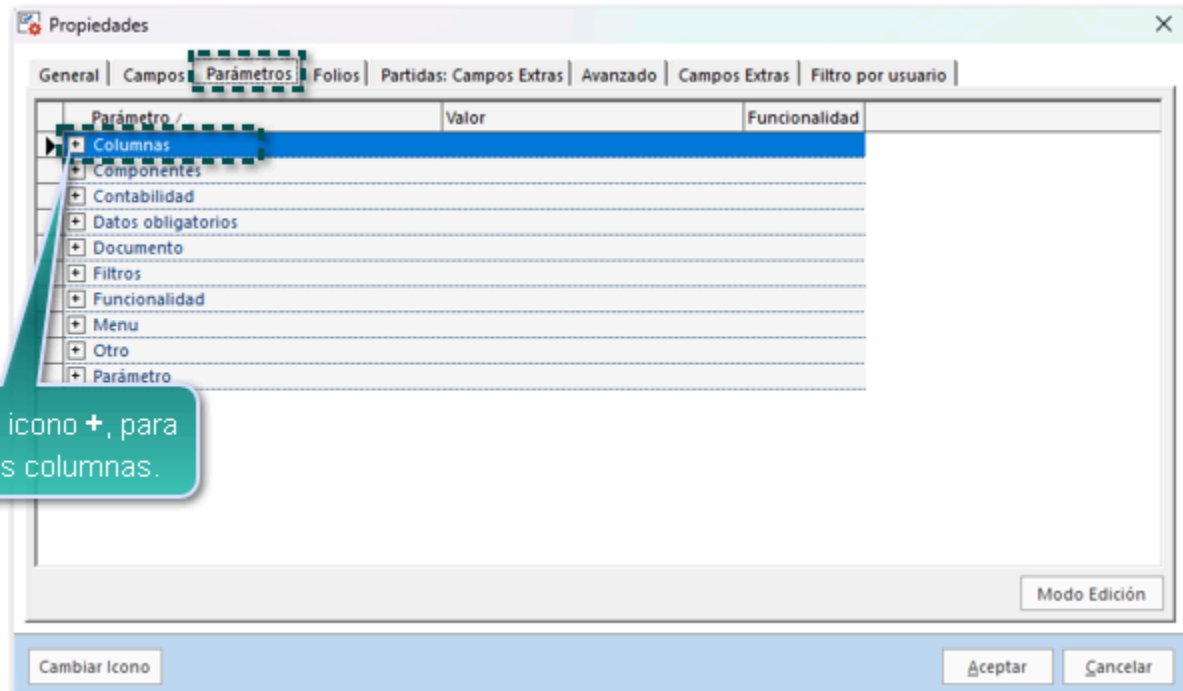 Propiedades
General Campos Parámetros Folios Partidas: Campos Extras Avanzado Campos Extras Filtro por usuario
Parámetro Valor Funcionalidad
Columnas
Componentes
Contabilidad
Datos obligatorios
Documento
Filtros
Funcionalidad
Menu
Otro
Parámetro
icono +, para
s columnas.
Modo Edición
Cambiar Icono Aceptar Cancelar